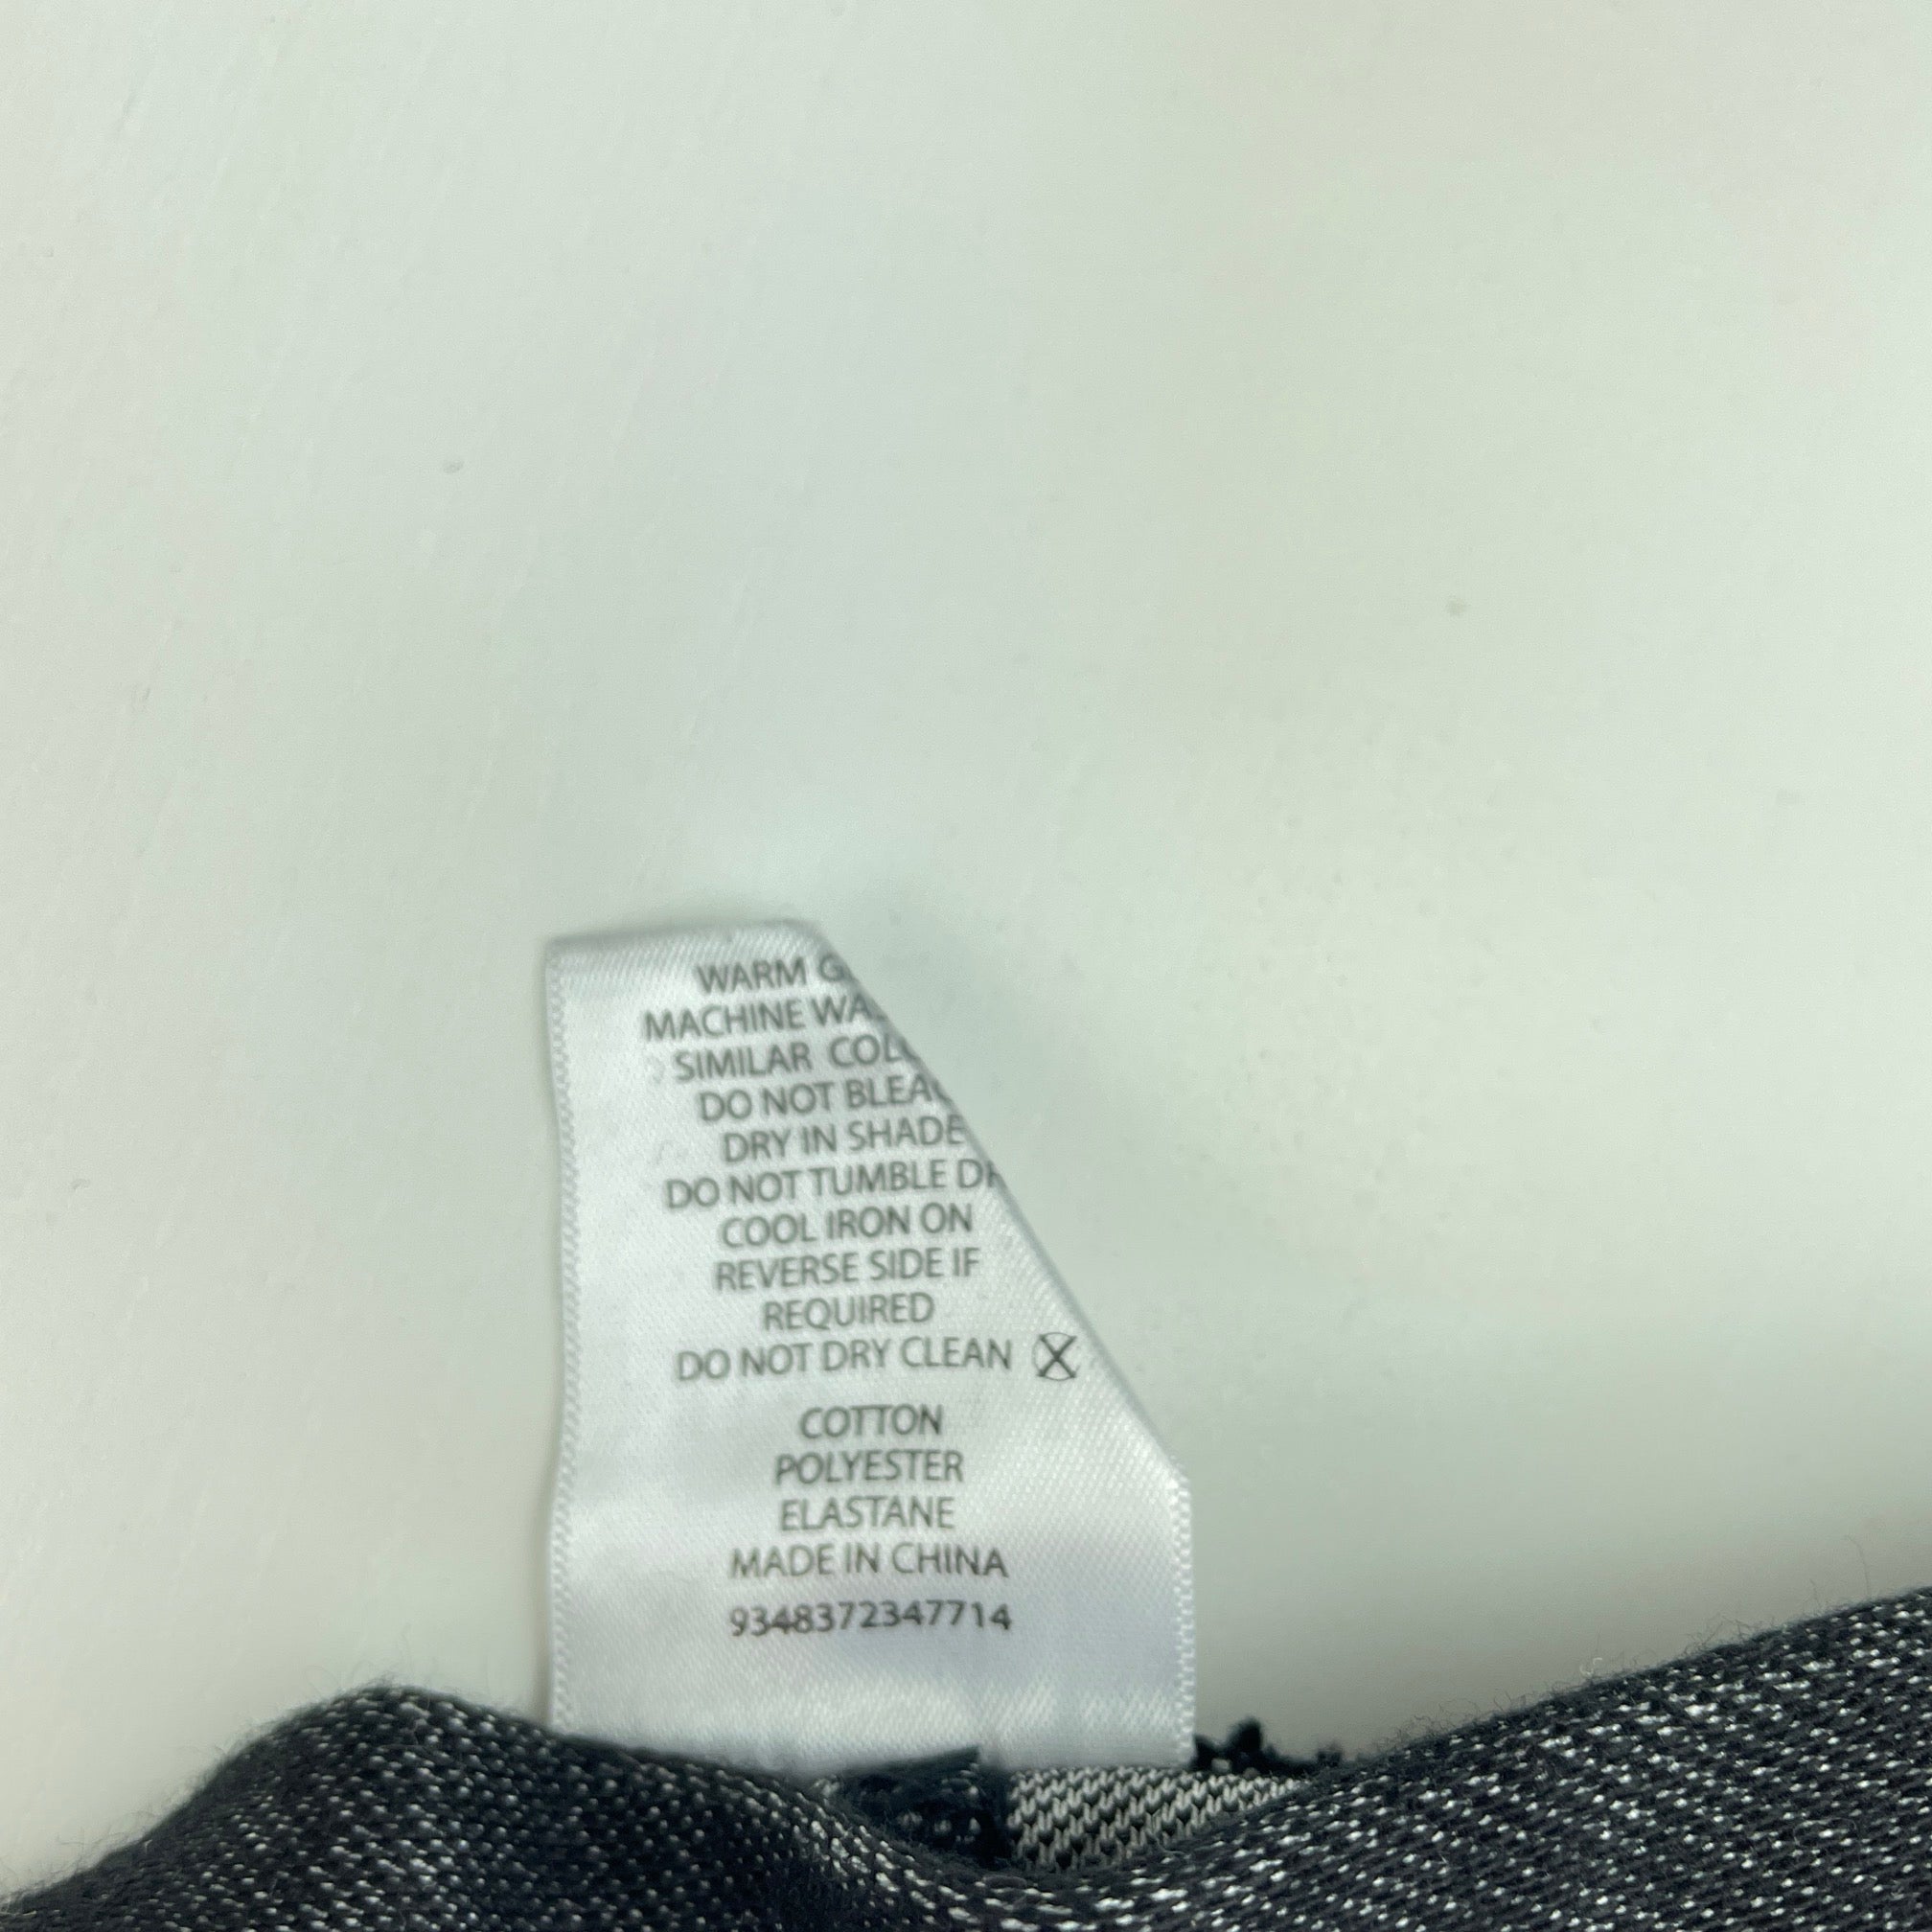 WARM
MACHINE
SIMILAR
DO NOT
DRY IN SHADE
DO NOT TUMBLE
COOL IRON ON
REVERSE SIDE IF
REQUIRED
DO NOT DRY CLEAN
COTTON
POLYESTER
ELASTANE
MADE IN CHINA
9348372347714